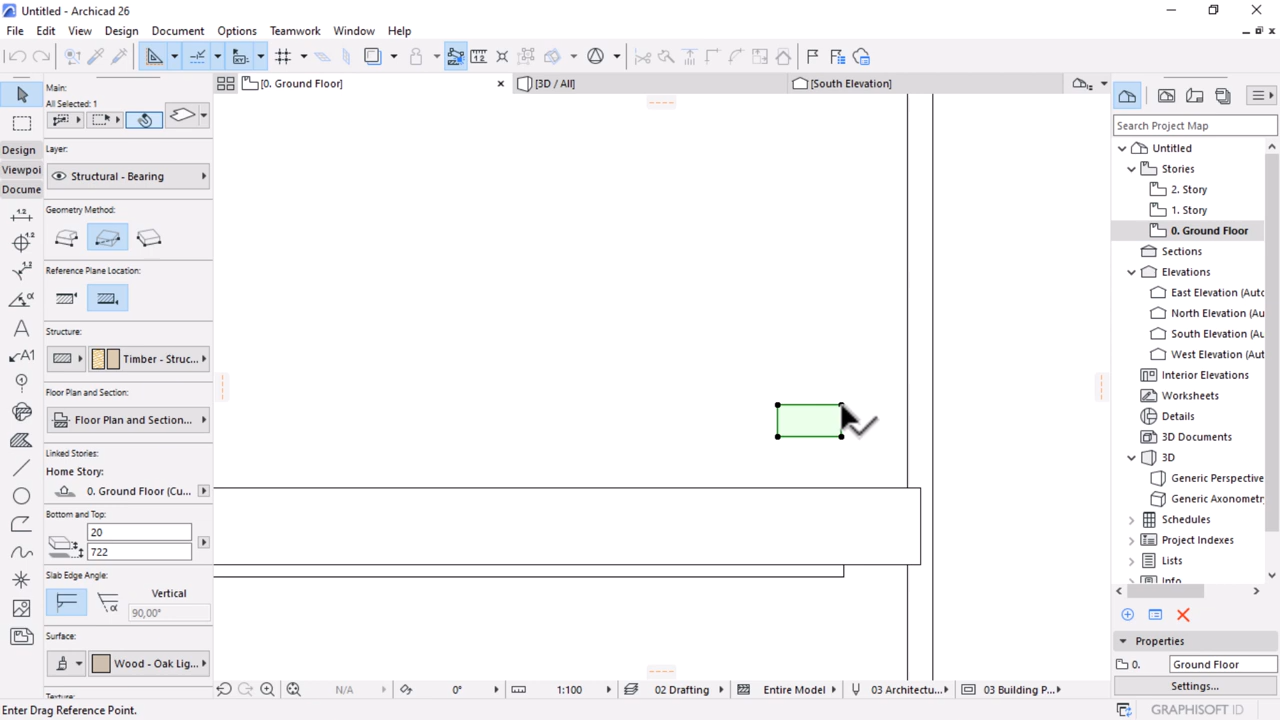 Untitled - Archicad 26
File Edit View Design Document Options Teamwork Window Help
Main:
All Selected: 1
Layer:
Structural - Bearing
Geometry Method:
Reference Plane Location:
Structure:
Timber - Struc...
Floor Plan and Section:
Floor Plan and Section...
Linked Stories:
Home Story:
0. Ground Floor (Cu...
Bottom and Top:
20
722
Slab Edge Angle:
Vertical
90,00°
Surface:
Wood - Oak Lig...
Design
Viewpoi
Docume
[0. Ground Floor]
[3D / All]
[South Elevation]
Search Project Map
Untitled
Stories
2. Story
1. Story
0. Ground Floor
Sections
Elevations
East Elevation (Aut
North Elevation (Au
South Elevation (Au
West Elevation (Aut
Interior Elevations
Worksheets
Details
3D Documents
3D
Generic Perspective
Generic Axonometr
Schedules
Project Indexes
Lists
Info
Properties
0. Ground Floor
Settings...
N/A
0°
1:100
02 Drafting
Entire Model
03 Architectu...
03 Building P...
Enter Drag Reference Point.
GRAPHISOFT ID